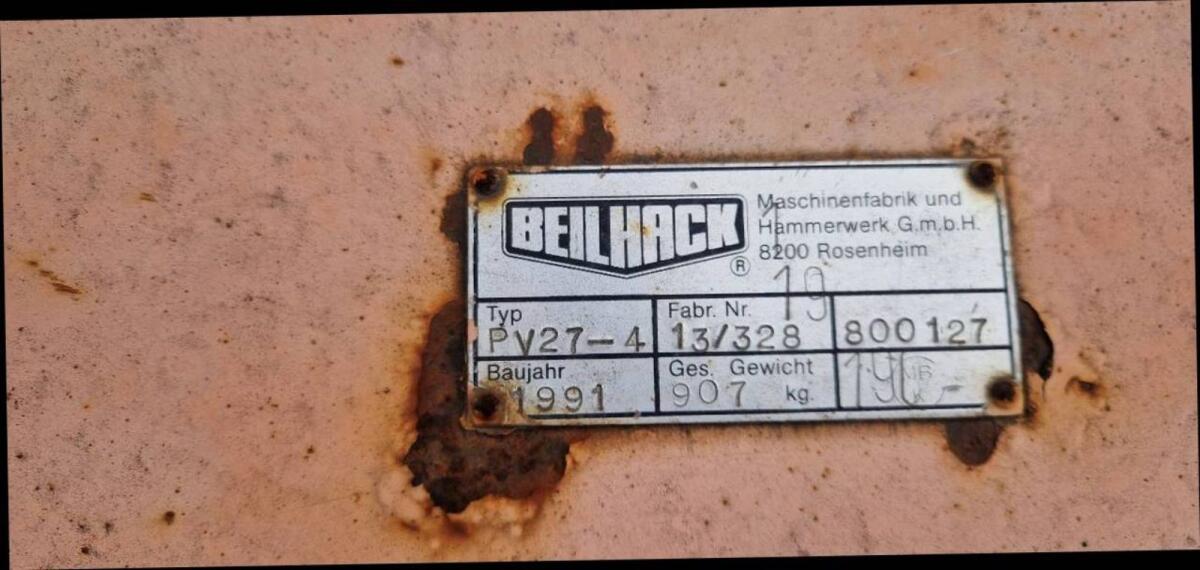 BEILHACK
®
Maschinenfabrik und
Hammerwerk G.m.b.H.
8200 Rosenheim
19
Typ
PV27-4
Fabr. Nr.
13/328
800127
Baujahr
1991
Ges. Gewicht
907 kg.